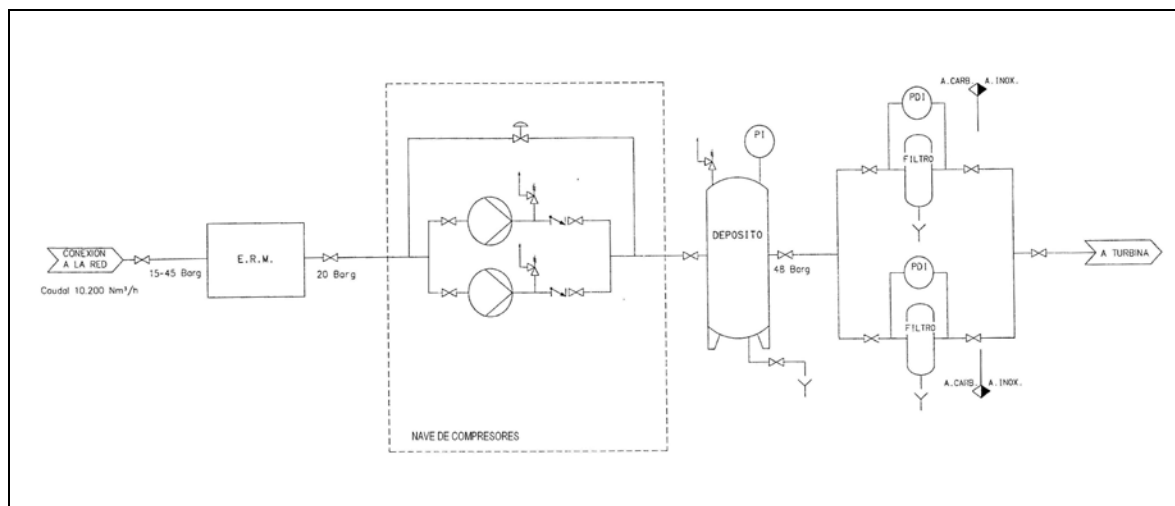 CONEXION
A LA RED
15-45 Barg
Caudal 10.200 Nm³/h
E.R.M.
20 Barg
NAVE DE COMPRESORES
PI
DEPOSITO
48 Barg
A.CARB. A.INOX.
PDI
FILTRO
PDI
FILTRO
A.CARB. A.INOX.
A TURBINA